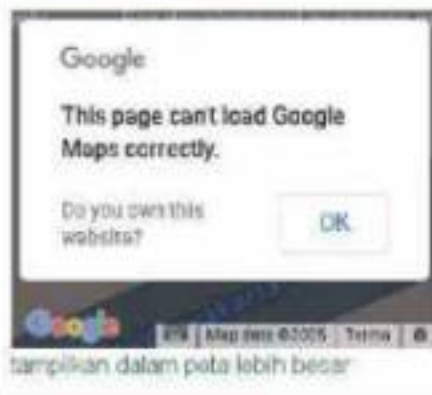 Google
This page can't load Google
Maps correctly.
Do you own this
website?
OK
Google
Map data ©2025 Terms
tampilkan dalam peta lebih besar